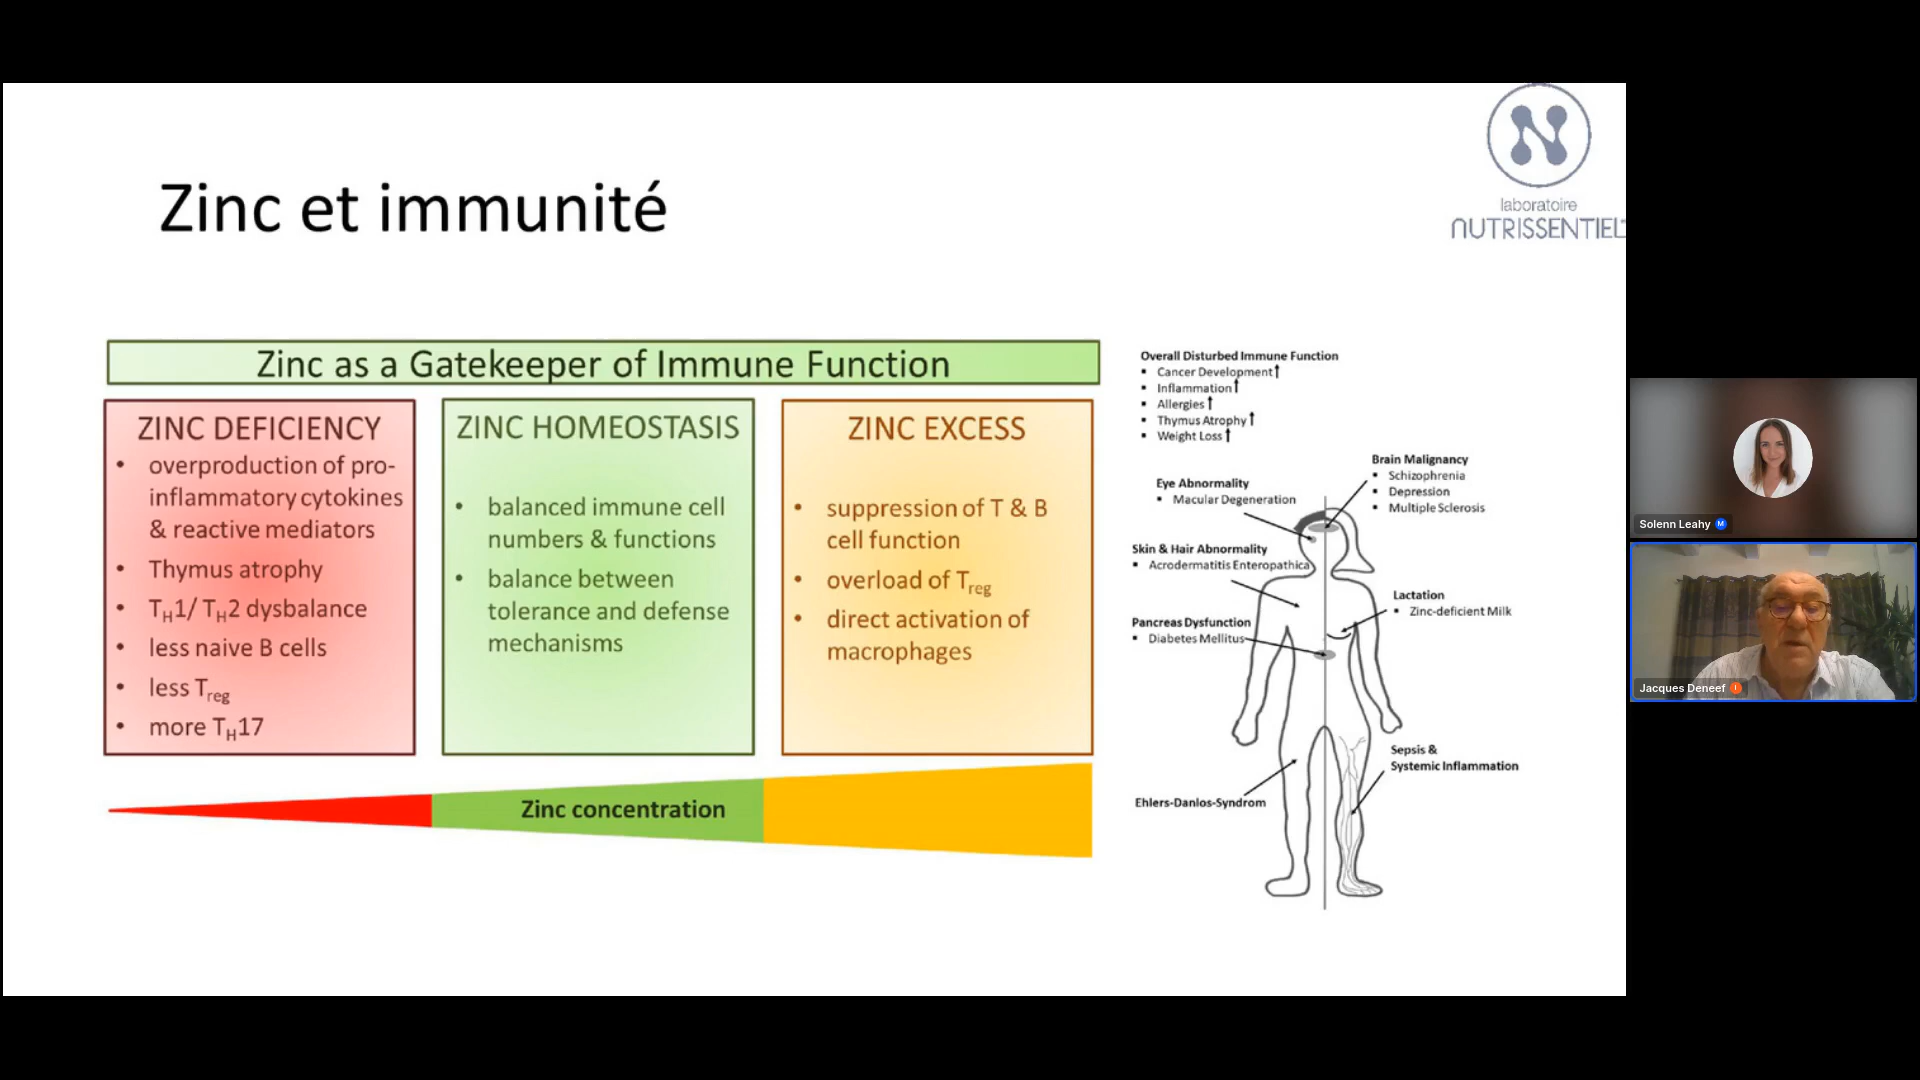 Zinc et immunité
laboratoire
NUTRISSENTIEL
Zinc as a Gatekeeper of Immune Function
ZINC DEFICIENCY
• overproduction of pro-
inflammatory cytokines
& reactive mediators
• Thymus atrophy
• TH1/ TH2 dysbalance
• less naive B cells
• less Treg
• more TH17
ZINC HOMEOSTASIS
• balanced immune cell
numbers & functions
• balance between
tolerance and defense
mechanisms
ZINC EXCESS
• suppression of T & B
cell function
• overload of Treg
• direct activation of
macrophages
Zinc concentration
Overall Disturbed Immune Function
▪ Cancer Development↑
▪ Inflammation↑
▪ Allergies↑
▪ Thymus Atrophy↑
▪ Weight Loss↑
Brain Malignancy
▪ Schizophrenia
▪ Depression
▪ Multiple Sclerosis
Eye Abnormality
▪ Macular Degeneration
Skin & Hair Abnormality
▪ Acrodermatitis Enteropathica
Lactation
▪ Zinc-deficient Milk
Pancreas Dysfunction
▪ Diabetes Mellitus
Sepsis &
Systemic Inflammation
Ehlers-Danlos-Syndrom
Solenn Leahy M
Jacques Deneef I